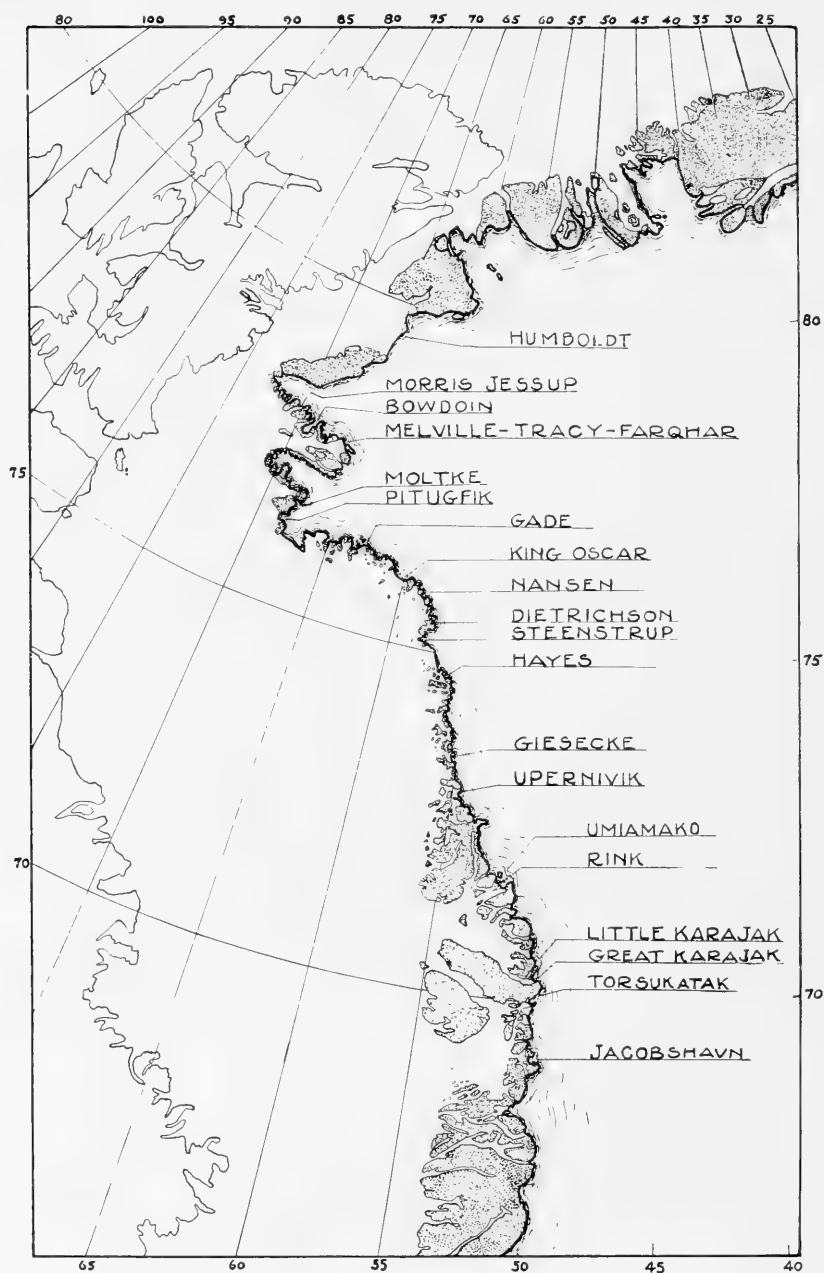 80 100 95 90 85 80 75 70 65 60 55 50 45 40 35 30 25
80
HUMBOLDT
MORRIS JESSUP
BOWDOIN
MELVILLE-TRACY-FARQHAR
75
MOLTKE
PITUGFIK
GADE
KING OSCAR
NANSEN
DIETRICHSON
STEENSTRUP
75
HAYES
GIESECKE
UPERNIVIK
UMIAMAKO
70
RINK
LITTLE KARAJAK
GREAT KARAJAK
TORSUKATAK
70
JACOBSHAVN
65 60 55 50 45 40